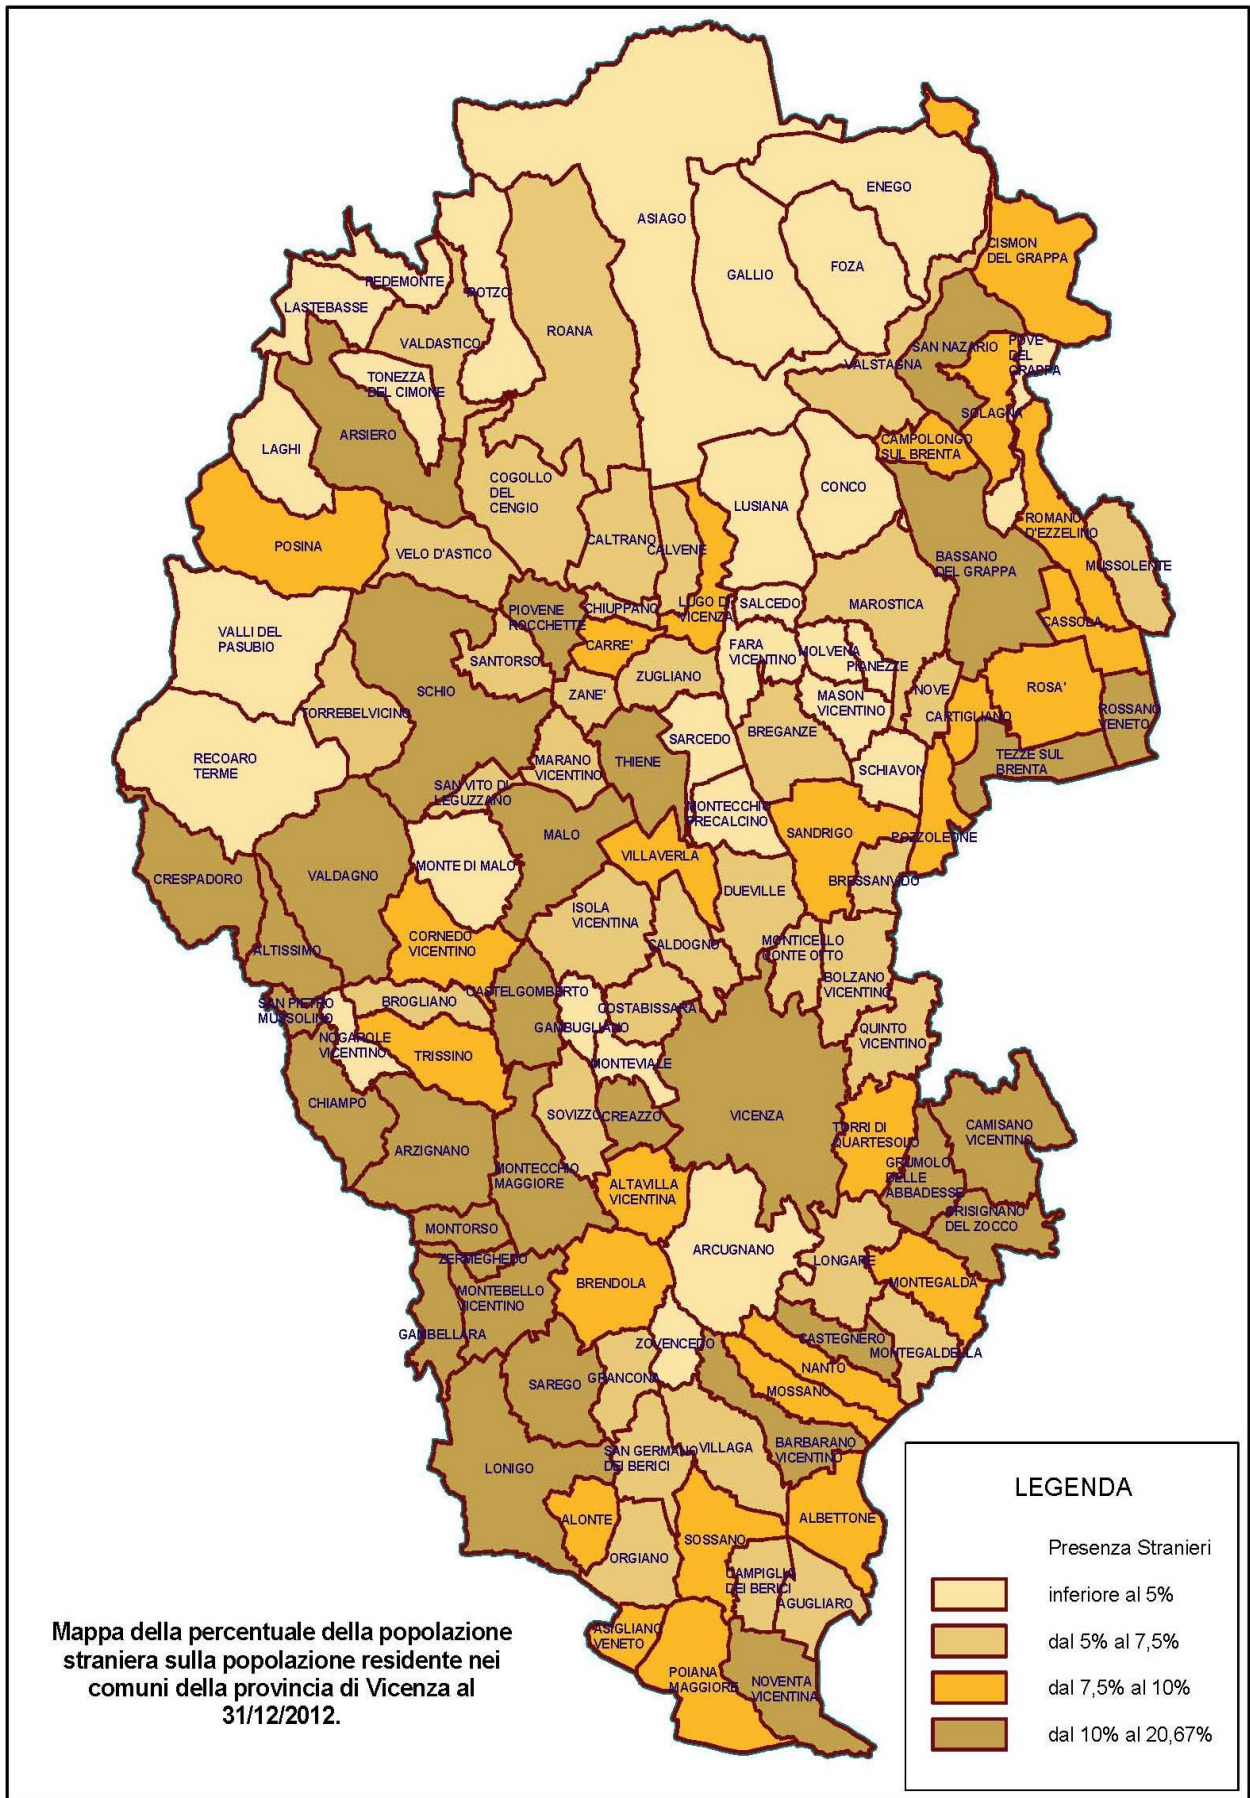 ENEGO
ASIAGO
CISMON
DEL GRAPPA
GALLIO
FOZA
PEDEMONTE
ROTZO
LASTEBASSE
ROANA
VALDASTICO
SAN NAZARIO
POVE
DEL
GRAPPA
VALSTAGNA
TONEZZA
DEL CIMONE
SOLAGNA
ARSIERO
CAMPOLONGO
SUL BRENTA
LAGHI
COGOLLO
DEL
CENGIO
CONCO
LUSIANA
ROMANO
D'EZZELINO
POSINA
VELO D'ASTICO
CALTRANO
CALVENE
BASSANO
DEL GRAPPA
MUSSOLENTE
PIOVENE
ROCCHETTE
CHIUPPANO
LUGO DI
VICENZA
SALCEDO
MAROSTICA
CASSOLA
VALLI DEL
PASUBIO
CARRE'
FARA
VICENTINO
MOLVENA
PIANEZZE
SANTORSO
ZUGLIANO
SCHIO
ZANE'
MASON
VICENTINO
NOVE
ROSA'
TORREBELVICINO
CARTIGLIANO
ROSSANO
VENETO
BREGANZE
SARCEDO
RECOARO
TERME
MARANO
VICENTINO
THIENE
SCHIAVON
TEZZE SUL
BRENTA
SAN VITO DI
LEGUZZANO
MONTECCHIO
PRECALCINO
MALO
SANDRIGO
POZZOLEONE
VILLAVERLA
MONTE DI MALO
CRESPADORO
VALDAGNO
DUEVILLE
BRESSANVIDO
ISOLA
VICENTINA
CORNEDO
VICENTINO
CALDOGNO
MONTICELLO
CONTE OTTO
ALTISSIMO
BOLZANO
VICENTINO
CASTELGOMBERTO
SAN PIETRO
MUSSOLINO
BROGLIANO
COSTABISSARA
GAMBUGLIANO
QUINTO
VICENTINO
NOGAROLE
VICENTINO
TRISSINO
MONTEVIALE
CHIAMPO
SOVIZZO
CREAZZO
VICENZA
TORRI DI
QUARTESOLO
CAMISANO
VICENTINO
ARZIGNANO
MONTECCHIO
MAGGIORE
GRUMOLO
DELLE
ABBADESSE
ALTAVILLA
VICENTINA
GRISIGNANO
DEL ZOCCO
MONTORSO
ARCUGNANO
ZERMEGHEDO
LONGARE
BRENDOLA
MONTEGALDA
MONTEBELLO
VICENTINO
GAMBELLARA
CASTEGNERO
ZOVENCEDO
MONTEGALDELLA
NANTO
GRANCONA
SAREGO
MOSSANO
SAN GERMANO
DEI BERICI
VILLAGA
BARBARANO
VICENTINO
LONIGO
ALONTE
ALBETTONE
SOSSANO
ORGIANO
CAMPIGLIA
DEI BERICI
AGUGLIARO
ASIGLIANO
VENETO
POIANA
MAGGIORE
NOVENTA
VICENTINA
Mappa della percentuale della popolazione
straniera sulla popolazione residente nei
comuni della provincia di Vicenza al
31/12/2012.
LEGENDA
Presenza Stranieri
inferiore al 5%
dal 5% al 7,5%
dal 7,5% al 10%
dal 10% al 20,67%